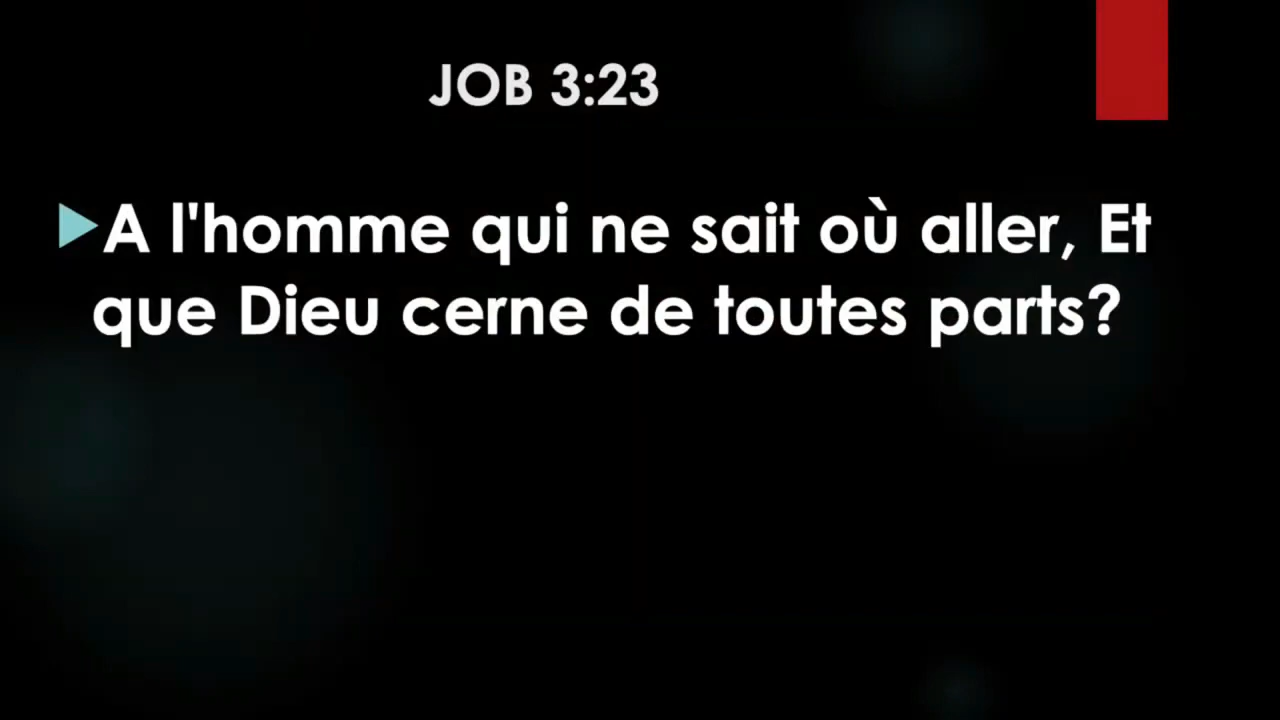 JOB 3:23
A l'homme qui ne sait où aller, Et
que Dieu cerne de toutes parts?